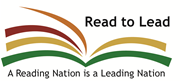 Read to Lead
A Reading Nation is a Leading Nation